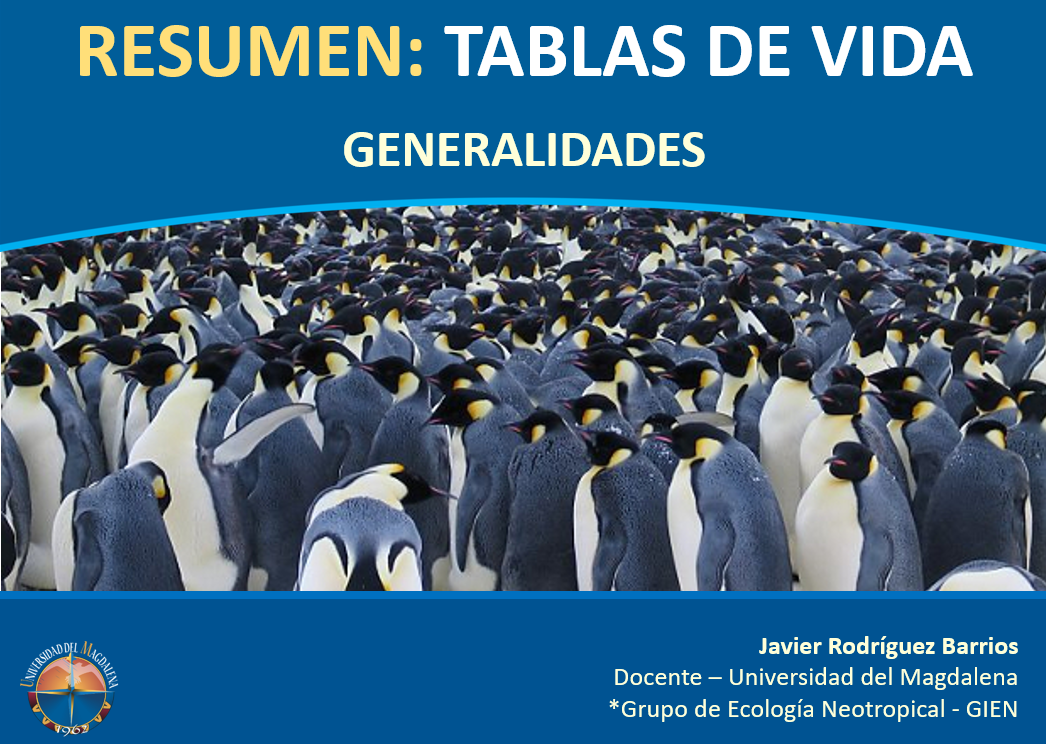 RESUMEN: TABLAS DE VIDA
GENERALIDADES
Javier Rodríguez Barrios
Docente – Universidad del Magdalena
*Grupo de Ecología Neotropical - GIEN
UNIVERSIDAD DEL MAGDALENA
1962